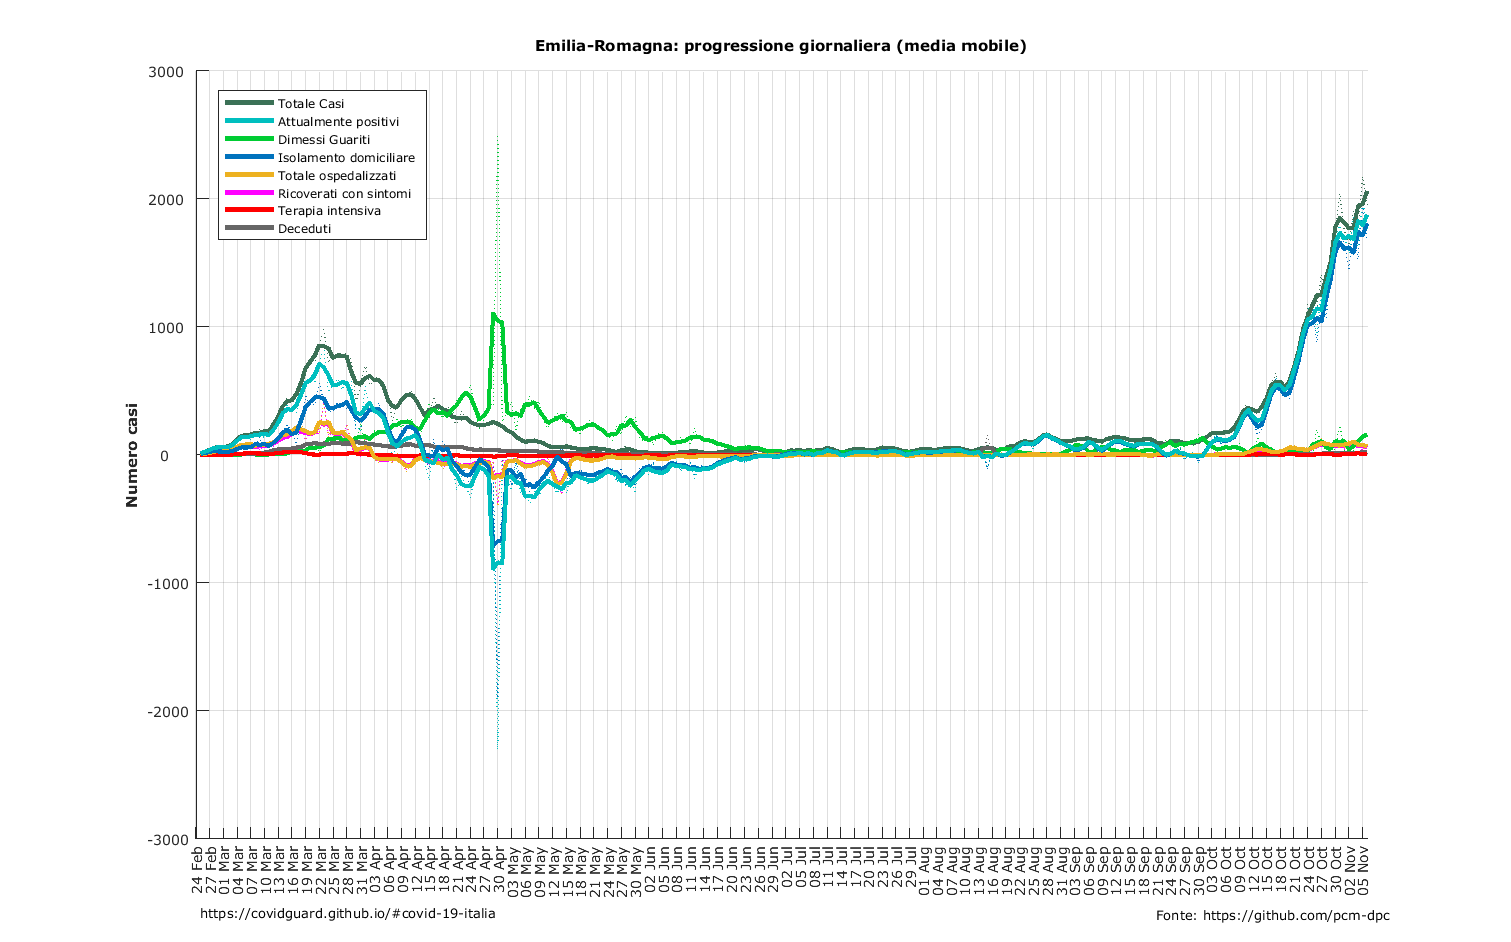 Emilia-Romagna: progressione giornaliera (media mobile)
3000
2000
1000
0
-1000
-2000
-3000
Numero casi
Totale Casi
Attualmente positivi
Dimessi Guariti
Isolamento domiciliare
Totale ospedalizzati
Ricoverati con sintomi
Terapia intensiva
Deceduti
24 Feb
27 Feb
01 Mar
04 Mar
07 Mar
10 Mar
13 Mar
16 Mar
19 Mar
22 Mar
25 Mar
28 Mar
31 Mar
03 Apr
06 Apr
09 Apr
12 Apr
15 Apr
18 Apr
21 Apr
24 Apr
27 Apr
30 Apr
03 May
06 May
09 May
12 May
15 May
18 May
21 May
24 May
27 May
30 May
02 Jun
05 Jun
08 Jun
11 Jun
14 Jun
17 Jun
20 Jun
23 Jun
26 Jun
29 Jun
02 Jul
05 Jul
08 Jul
11 Jul
14 Jul
17 Jul
20 Jul
23 Jul
26 Jul
29 Jul
01 Aug
04 Aug
07 Aug
10 Aug
13 Aug
16 Aug
19 Aug
22 Aug
25 Aug
28 Aug
31 Aug
03 Sep
06 Sep
09 Sep
12 Sep
15 Sep
18 Sep
21 Sep
24 Sep
27 Sep
30 Sep
03 Oct
06 Oct
09 Oct
12 Oct
15 Oct
18 Oct
21 Oct
24 Oct
27 Oct
30 Oct
02 Nov
05 Nov
https://covidguard.github.io/#covid-19-italia
Fonte: https://github.com/pcm-dpc